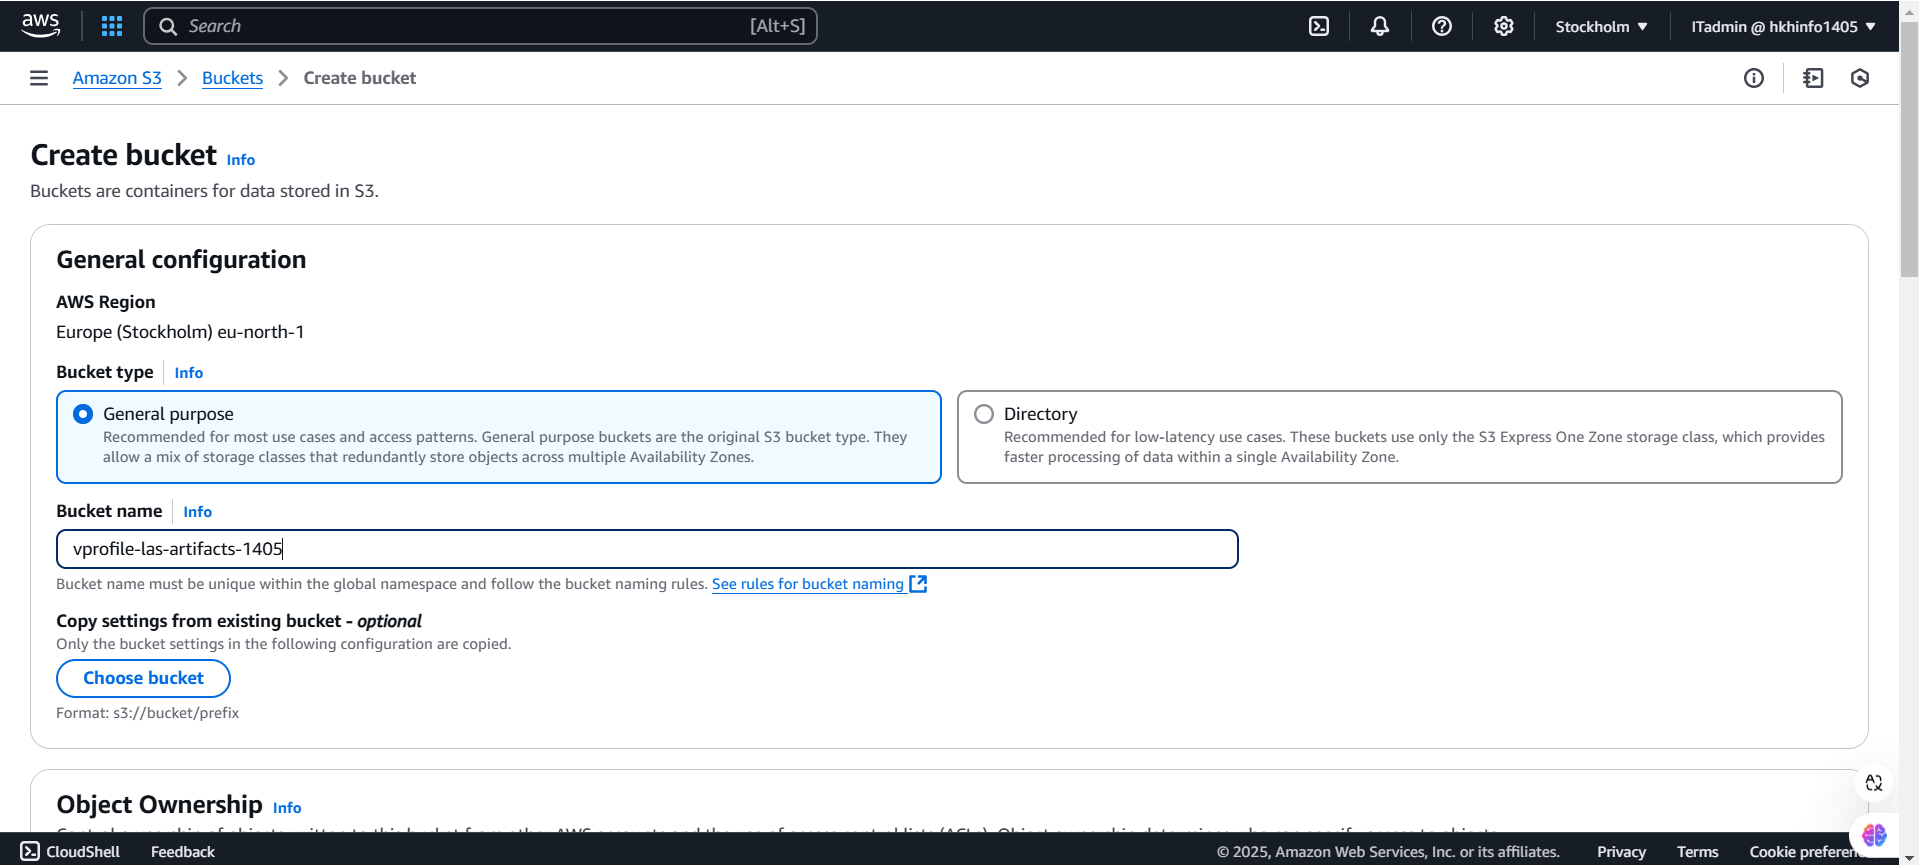 aws Search [Alt+S] Stockholm ITadmin @ hkhinfo1405
Amazon S3 Buckets Create bucket
Create bucket Info
Buckets are containers for data stored in S3.
General configuration
AWS Region
Europe (Stockholm) eu-north-1
Bucket type Info
General purpose
Recommended for most use cases and access patterns. General purpose buckets are the original S3 bucket type. They
allow a mix of storage classes that redundantly store objects across multiple Availability Zones.
Directory
Recommended for low-latency use cases. These buckets use only the S3 Express One Zone storage class, which provides
faster processing of data within a single Availability Zone.
Bucket name Info
vprofile-las-artifacts-1405
Bucket name must be unique within the global namespace and follow the bucket naming rules. See rules for bucket naming
Copy settings from existing bucket - optional
Only the bucket settings in the following configuration are copied.
Choose bucket
Format: s3://bucket/prefix
Object Ownership Info
CloudShell Feedback © 2025, Amazon Web Services, Inc. or its affiliates. Privacy Terms Cookie